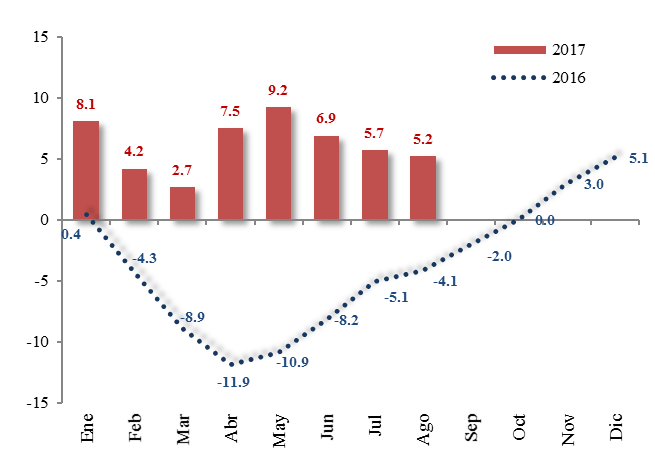 15
10
5
0
-5
-10
-15
2017
2016
8.1
4.2
2.7
7.5
9.2
6.9
5.7
5.2
0.4
-4.3
-8.9
-11.9
-10.9
-8.2
-5.1
-4.1
-2.0
0.0
3.0
5.1
Ene
Feb
Mar
Abr
May
Jun
Jul
Ago
Sep
Oct
Nov
Dic